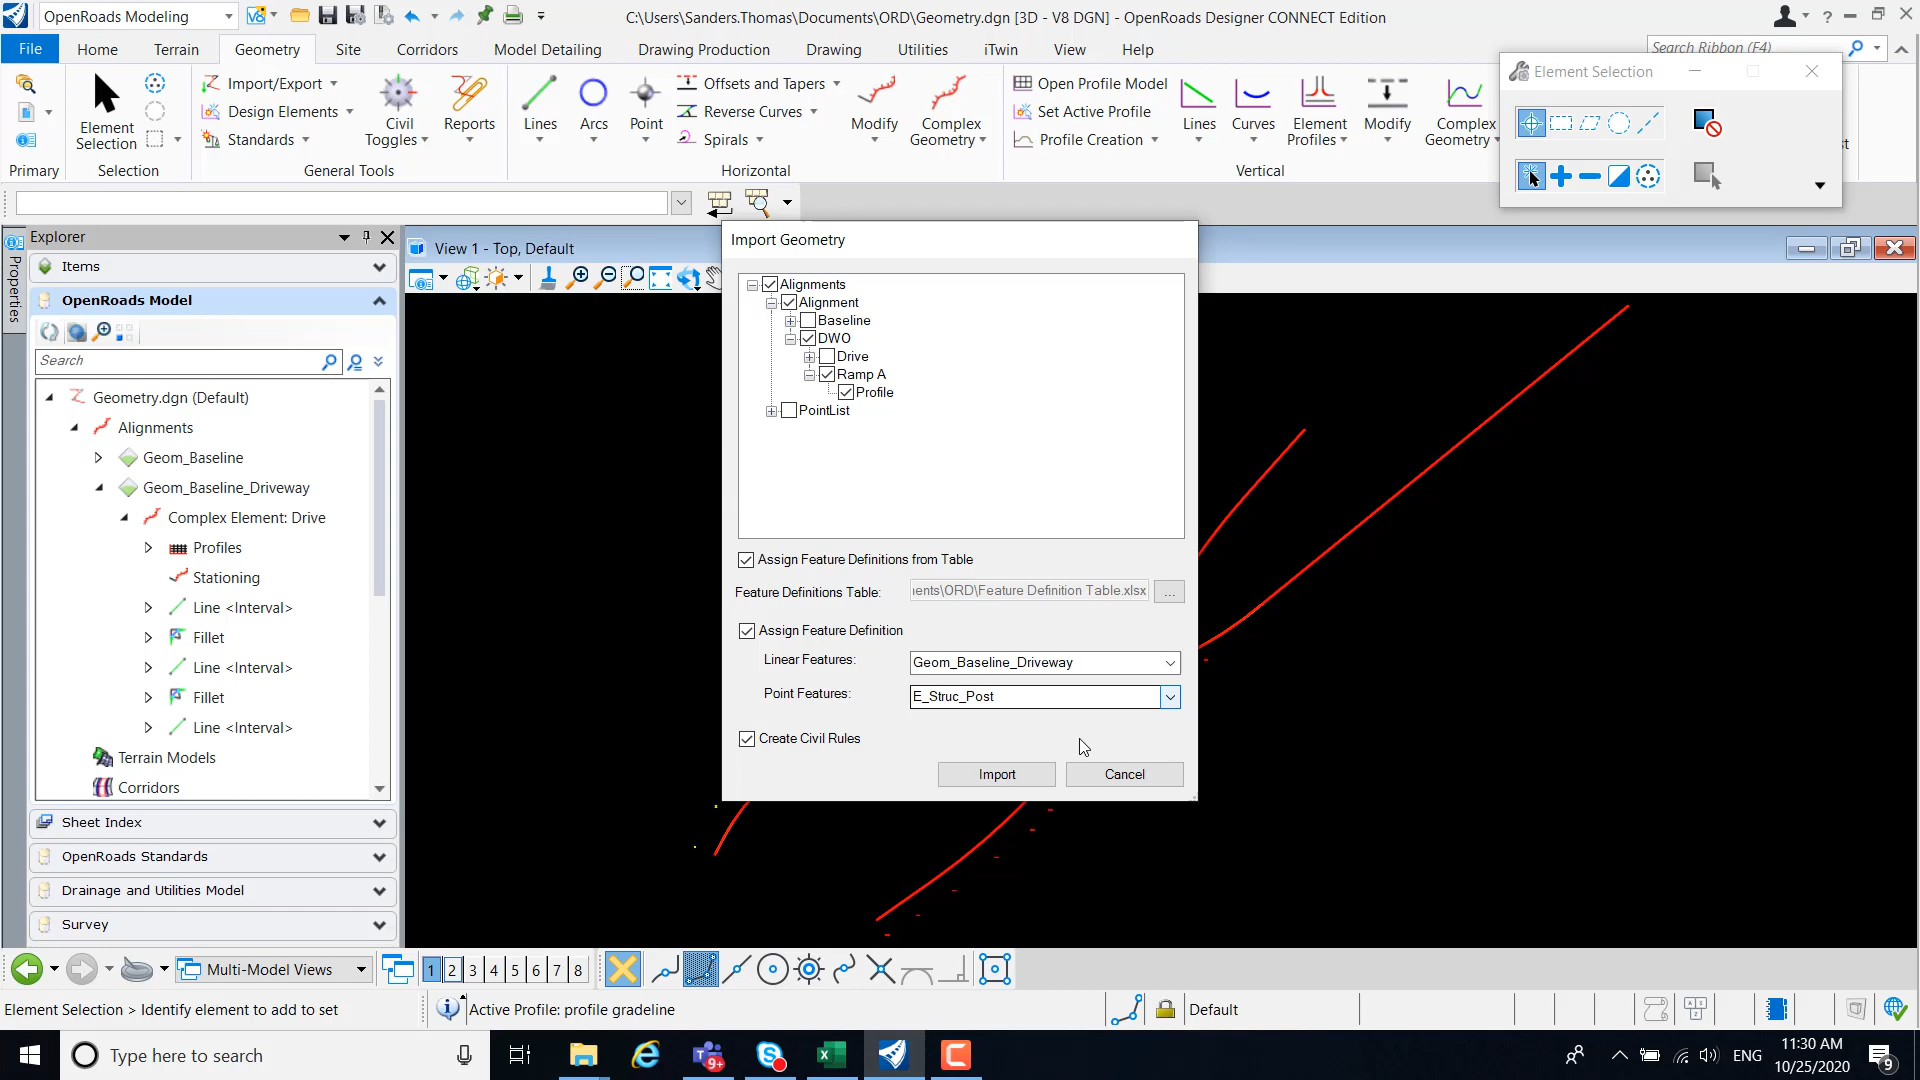 OpenRoads Modeling
C:\Users\Sanders.Thomas\Documents\ORD\Geometry.dgn [3D - V8 DGN] - OpenRoads Designer CONNECT Edition
File Home Terrain Geometry Site Corridors Model Detailing Drawing Production Drawing Utilities iTwin View Help
Search Ribbon (F4)
Element Selection
Import/Export
Design Elements
Standards
Element
Selection
Civil
Toggles
Reports
Lines
Arcs
Point
Offsets and Tapers
Reverse Curves
Spirals
Modify
Complex
Geometry
Open Profile Model
Set Active Profile
Profile Creation
Lines
Curves
Element
Profiles
Modify
Complex
Geometry
Primary
Selection
General Tools
Horizontal
Vertical
Properties
Explorer
Items
OpenRoads Model
Search
Geometry.dgn (Default)
Alignments
Geom_Baseline
Geom_Baseline_Driveway
Complex Element: Drive
Profiles
Stationing
Line <Interval>
Fillet
Line <Interval>
Fillet
Line <Interval>
Terrain Models
Corridors
Sheet Index
OpenRoads Standards
Drainage and Utilities Model
Survey
View 1 - Top, Default
Import Geometry
Alignments
Alignment
Baseline
DWO
Drive
Ramp A
Profile
PointList
Assign Feature Definitions from Table
Feature Definitions Table:
nents\ORD\Feature Definition Table.xlsx
...
Assign Feature Definition
Linear Features:
Geom_Baseline_Driveway
Point Features:
E_Struc_Post
Create Civil Rules
Import
Cancel
Multi-Model Views
1 2 3 4 5 6 7 8
Element Selection > Identify element to add to set
Active Profile: profile gradeline
Default
Type here to search
9+
ENG
11:30 AM
10/25/2020
9